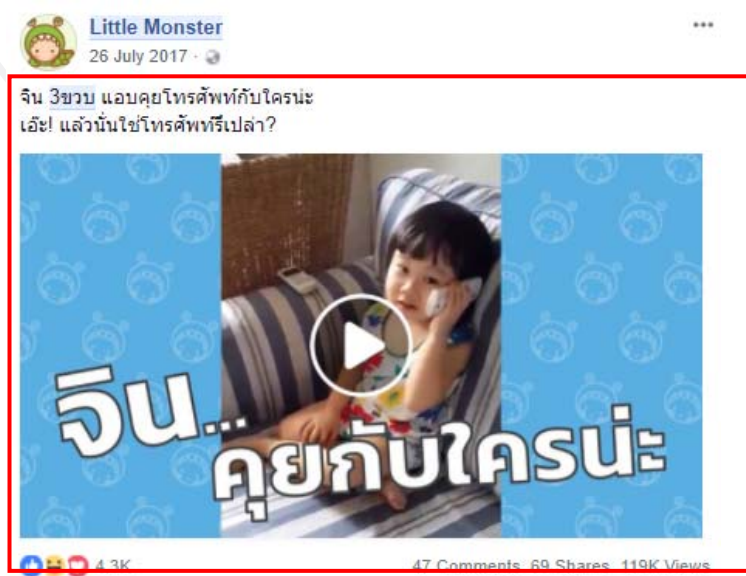 Little Monster
26 July 2017
จิน 3ขวบ แอบคุยโทรศัพท์กับใครน่ะ
เอ๊ะ! แล้วนั่นใช่โทรศัพท์รึเปล่า?
จิน...
คุยกับใครน่ะ
4.3K 47 Comments 69 Shares 119K Views